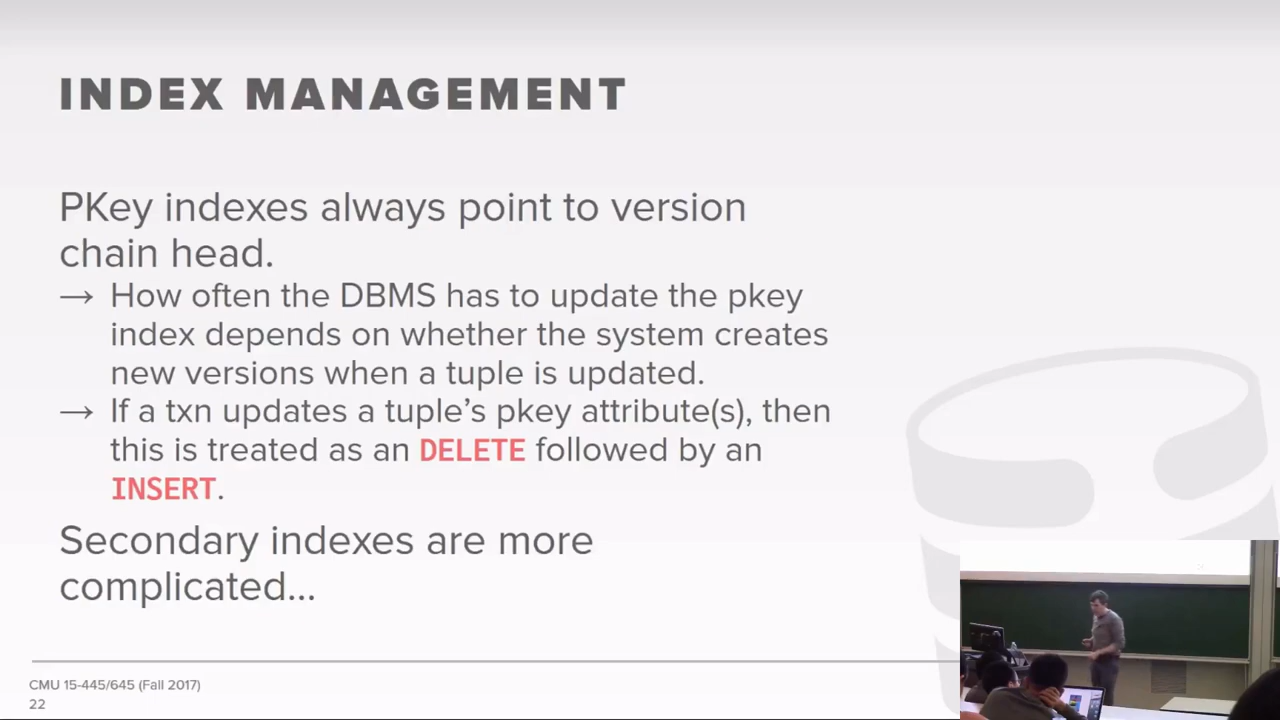 INDEX MANAGEMENT
PKey indexes always point to version
chain head.
→ How often the DBMS has to update the pkey
index depends on whether the system creates
new versions when a tuple is updated.
→ If a txn updates a tuple’s pkey attribute(s), then
this is treated as an DELETE followed by an
INSERT.
Secondary indexes are more
complicated...
CMU 15-445/645 (Fall 2017)
22